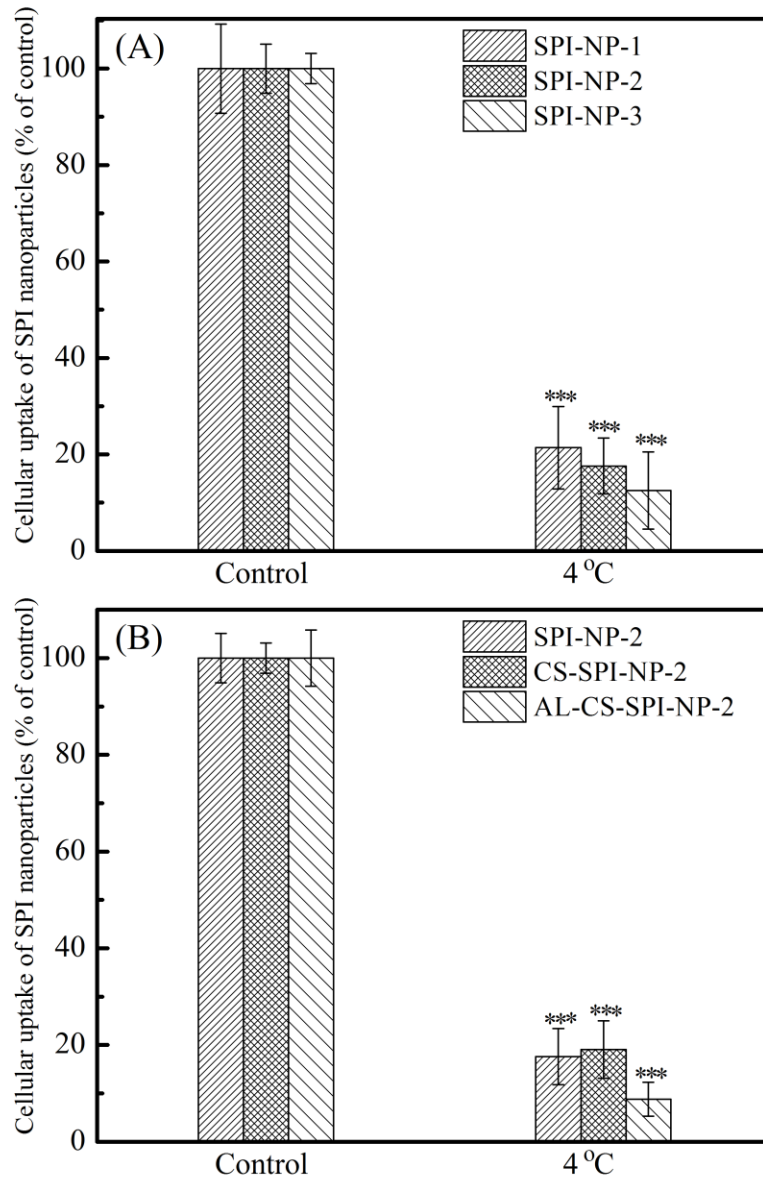 (A)
SPI-NP-1
SPI-NP-2
SPI-NP-3
Cellular uptake of SPI nanoparticles (% of control)
100
80
60
40
20
0
***
***
***
Control
4 °C
(B)
SPI-NP-2
CS-SPI-NP-2
AL-CS-SPI-NP-2
Cellular uptake of SPI nanoparticles (% of control)
100
80
60
40
20
0
***
***
***
Control
4 °C